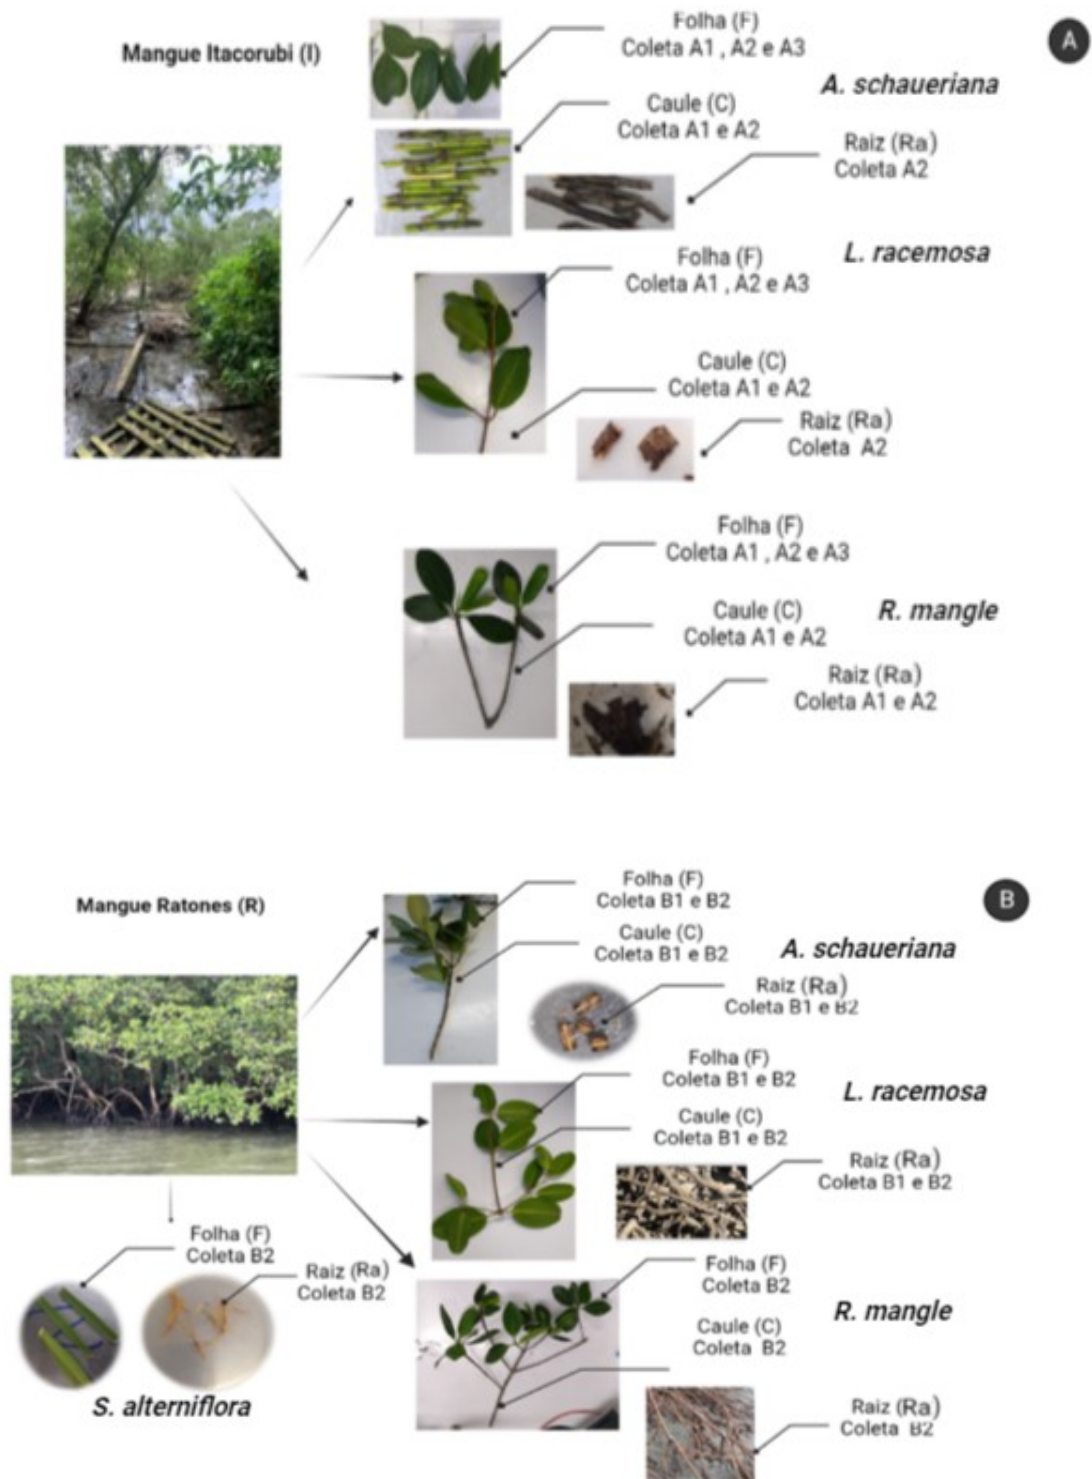 Mangue Itacorubi (I)
A
Folha (F)
Coleta A1 , A2 e A3
A. schaueriana
Caule (C)
Coleta A1 e A2
Raiz (Ra)
Coleta A2
L. racemosa
Folha (F)
Coleta A1 , A2 e A3
Caule (C)
Coleta A1 e A2
Raiz (Ra)
Coleta A2
Folha (F)
Coleta A1 , A2 e A3
R. mangle
Caule (C)
Coleta A1 e A2
Raiz (Ra)
Coleta A1 e A2
Mangue Ratones (R)
B
Folha (F)
Coleta B1 e B2
Caule (C)
Coleta B1 e B2
A. schaueriana
Raiz (Ra)
Coleta B1 e B2
Folha (F)
Coleta B1 e B2
L. racemosa
Caule (C)
Coleta B1 e B2
Raiz (Ra)
Coleta B1 e B2
Folha (F)
Coleta B2
Raiz (Ra)
Coleta B2
S. alterniflora
Folha (F)
Coleta B2
R. mangle
Caule (C)
Coleta B2
Raiz (Ra)
Coleta B2